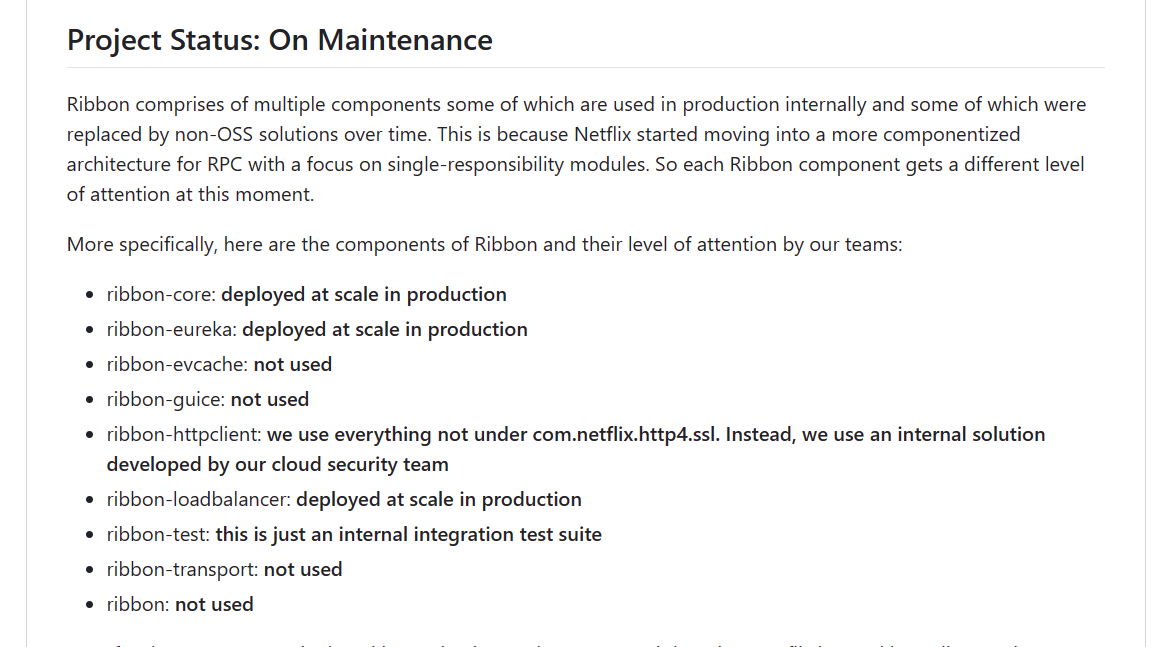 Project Status: On Maintenance
Ribbon comprises of multiple components some of which are used in production internally and some of which were
replaced by non-OSS solutions over time. This is because Netflix started moving into a more componentized
architecture for RPC with a focus on single-responsibility modules. So each Ribbon component gets a different level
of attention at this moment.
More specifically, here are the components of Ribbon and their level of attention by our teams:
• ribbon-core: deployed at scale in production
• ribbon-eureka: deployed at scale in production
• ribbon-evcache: not used
• ribbon-guice: not used
• ribbon-httpclient: we use everything not under com.netflix.http4.ssl. Instead, we use an internal solution
developed by our cloud security team
• ribbon-loadbalancer: deployed at scale in production
• ribbon-test: this is just an internal integration test suite
• ribbon-transport: not used
• ribbon: not used